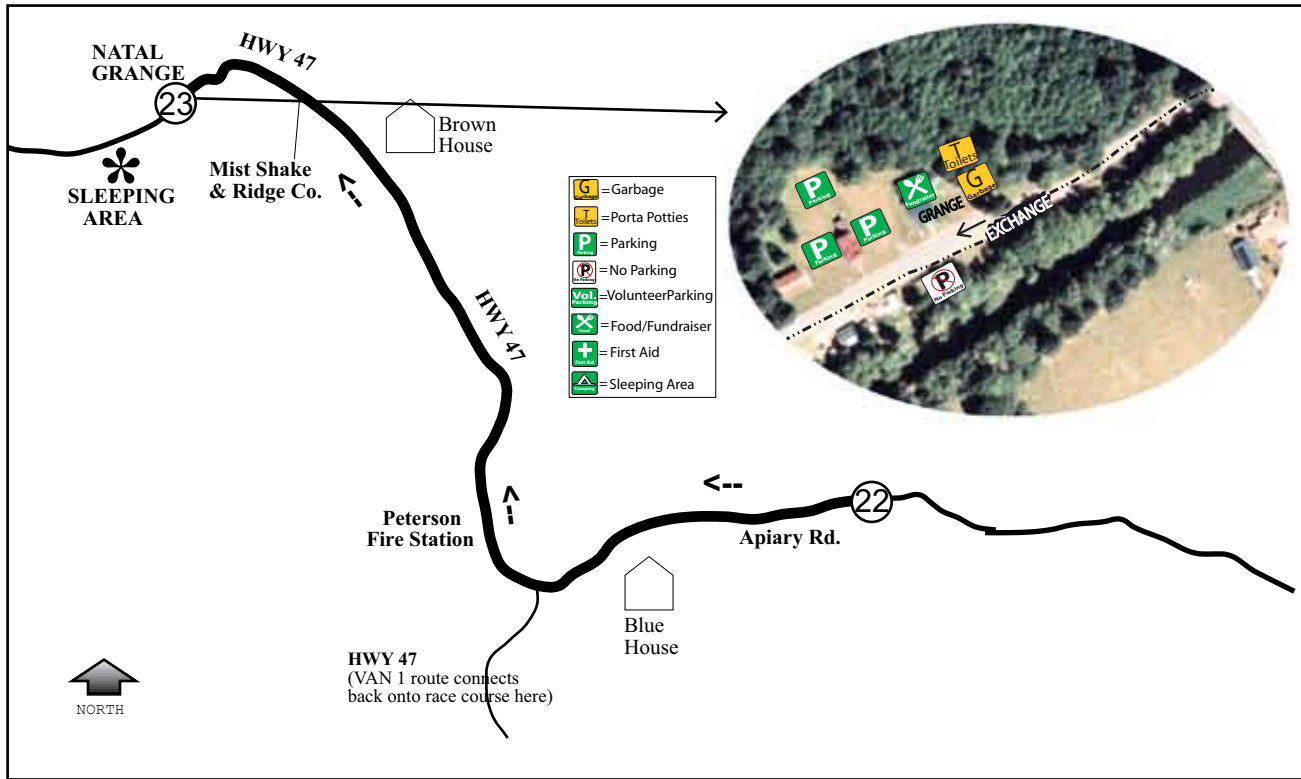 NATAL
GRANGE
HWY 47
23
Brown
House
Mist Shake
& Ridge Co.
SLEEPING
AREA
HWY 47
G
Garbage
=Garbage
T
Toilets
=Porta Potties
P
Parking
=Parking
P
No Parking
=No Parking
Vol.
Parking
=VolunteerParking
Food
=Food/Fundraiser
First Aid
=First Aid
Camping
=Sleeping Area
T
Toilets
G
Garbage
Fundraiser
GRANGE
EXCHANGE
P
Parking
P
Parking
P
Parking
P
No Parking
22
Apiary Rd.
Peterson
Fire Station
Blue
House
HWY 47
(VAN 1 route connects
back onto race course here)
NORTH